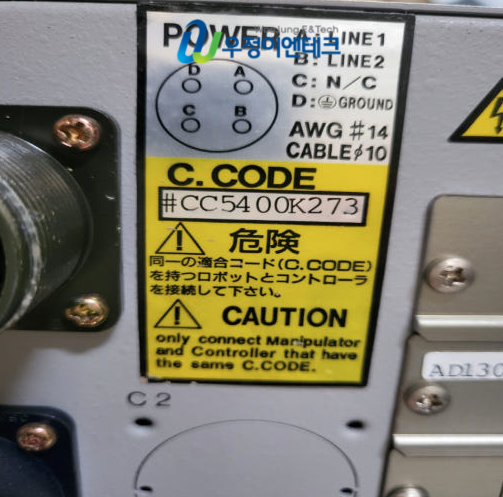 POWER A: LINE1
Woojung E&Tech
우정이엔테크
B: LINE2
C: N/C
D: GROUND
D A
C B
AWG #14
CABLEφ10
C.CODE
#CC5400K273
危険
同一の適合コード(C.CODE)
を持つロボットとコントローラ
を接続して下さい。
CAUTION
only connect Manipulator
and Controller that have
the same C.CODE.
C2
AD130